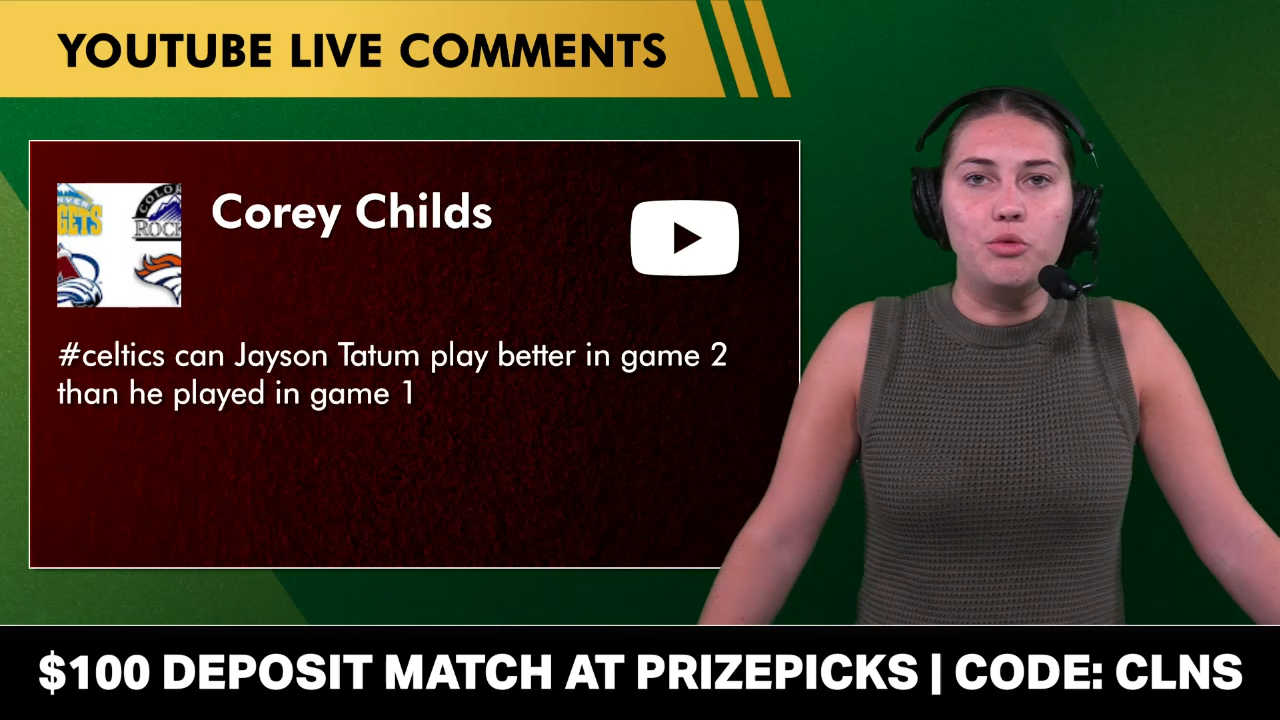 YOUTUBE LIVE COMMENTS
Corey Childs
#celtics can Jayson Tatum play better in game 2
than he played in game 1
$100 DEPOSIT MATCH AT PRIZEPICKS | CODE: CLNS